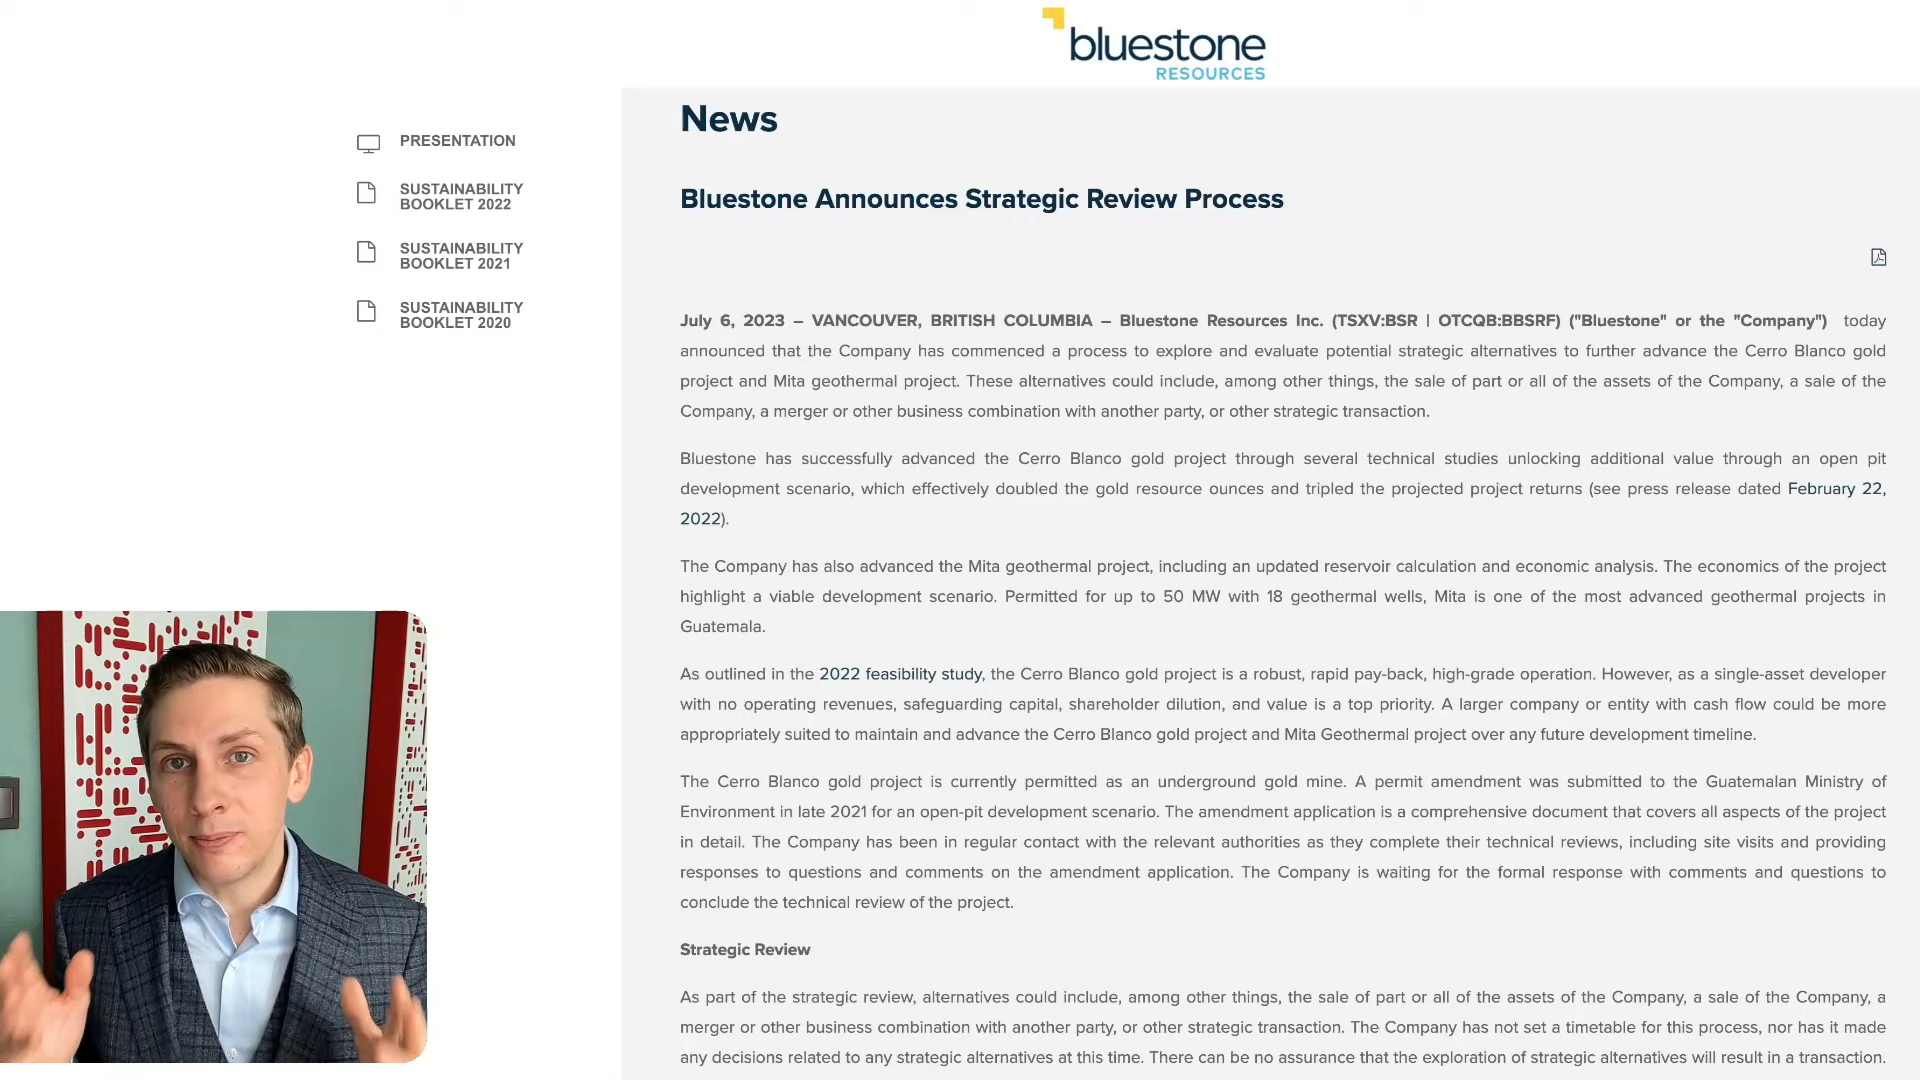 bluestone
RESOURCES
PRESENTATION
SUSTAINABILITY
BOOKLET 2022
SUSTAINABILITY
BOOKLET 2021
SUSTAINABILITY
BOOKLET 2020
News
Bluestone Announces Strategic Review Process
July 6, 2023 – VANCOUVER, BRITISH COLUMBIA – Bluestone Resources Inc. (TSXV:BSR | OTCQB:BBSRF) ("Bluestone" or the "Company") today
announced that the Company has commenced a process to explore and evaluate potential strategic alternatives to further advance the Cerro Blanco gold
project and Mita geothermal project. These alternatives could include, among other things, the sale of part or all of the assets of the Company, a sale of the
Company, a merger or other business combination with another party, or other strategic transaction.
Bluestone has successfully advanced the Cerro Blanco gold project through several technical studies unlocking additional value through an open pit
development scenario, which effectively doubled the gold resource ounces and tripled the projected project returns (see press release dated February 22,
2022).
The Company has also advanced the Mita geothermal project, including an updated reservoir calculation and economic analysis. The economics of the project
highlight a viable development scenario. Permitted for up to 50 MW with 18 geothermal wells, Mita is one of the most advanced geothermal projects in
Guatemala.
As outlined in the 2022 feasibility study, the Cerro Blanco gold project is a robust, rapid pay-back, high-grade operation. However, as a single-asset developer
with no operating revenues, safeguarding capital, shareholder dilution, and value is a top priority. A larger company or entity with cash flow could be more
appropriately suited to maintain and advance the Cerro Blanco gold project and Mita Geothermal project over any future development timeline.
The Cerro Blanco gold project is currently permitted as an underground gold mine. A permit amendment was submitted to the Guatemalan Ministry of
Environment in late 2021 for an open-pit development scenario. The amendment application is a comprehensive document that covers all aspects of the project
in detail. The Company has been in regular contact with the relevant authorities as they complete their technical reviews, including site visits and providing
responses to questions and comments on the amendment application. The Company is waiting for the formal response with comments and questions to
conclude the technical review of the project.
Strategic Review
As part of the strategic review, alternatives could include, among other things, the sale of part or all of the assets of the Company, a sale of the Company, a
merger or other business combination with another party, or other strategic transaction. The Company has not set a timetable for this process, nor has it made
any decisions related to any strategic alternatives at this time. There can be no assurance that the exploration of strategic alternatives will result in a transaction.